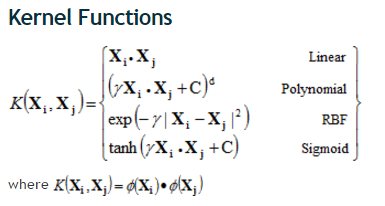 Kernel Functions
K(Xᵢ, Xⱼ) = { Xᵢ • Xⱼ Linear
(γXᵢ • Xⱼ + C)ᵈ Polynomial
exp(−γ | Xᵢ − Xⱼ |²) RBF
tanh(γXᵢ • Xⱼ + C) Sigmoid }
where K(Xᵢ, Xⱼ) = ϕ(Xᵢ) • ϕ(Xⱼ)